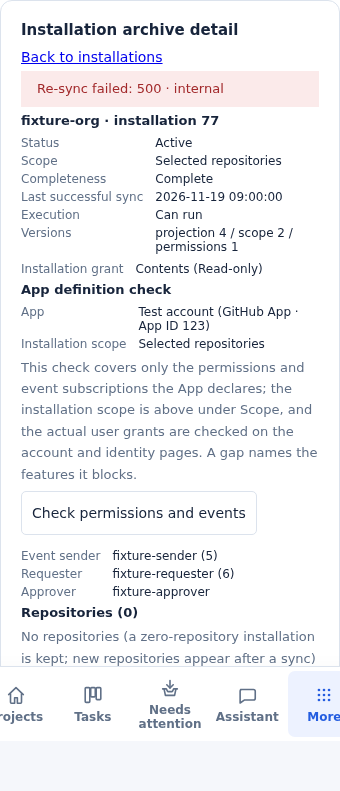 Installation archive detail
Back to installations
Re-sync failed: 500 · internal
fixture-org · installation 77
Status Active
Scope Selected repositories
Completeness Complete
Last successful sync 2026-11-19 09:00:00
Execution Can run
Versions projection 4 / scope 2 /
permissions 1
Installation grant Contents (Read-only)
App definition check
App Test account (GitHub App ·
App ID 123)
Installation scope Selected repositories
This check covers only the permissions and
event subscriptions the App declares; the
installation scope is above under Scope, and
the actual user grants are checked on the
account and identity pages. A gap names the
features it blocks.
Check permissions and events
Event sender fixture-sender (5)
Requester fixture-requester (6)
Approver fixture-approver
Repositories (0)
No repositories (a zero-repository installation
is kept; new repositories appear after a sync)
rojects
Tasks
Needs
attention
Assistant
More